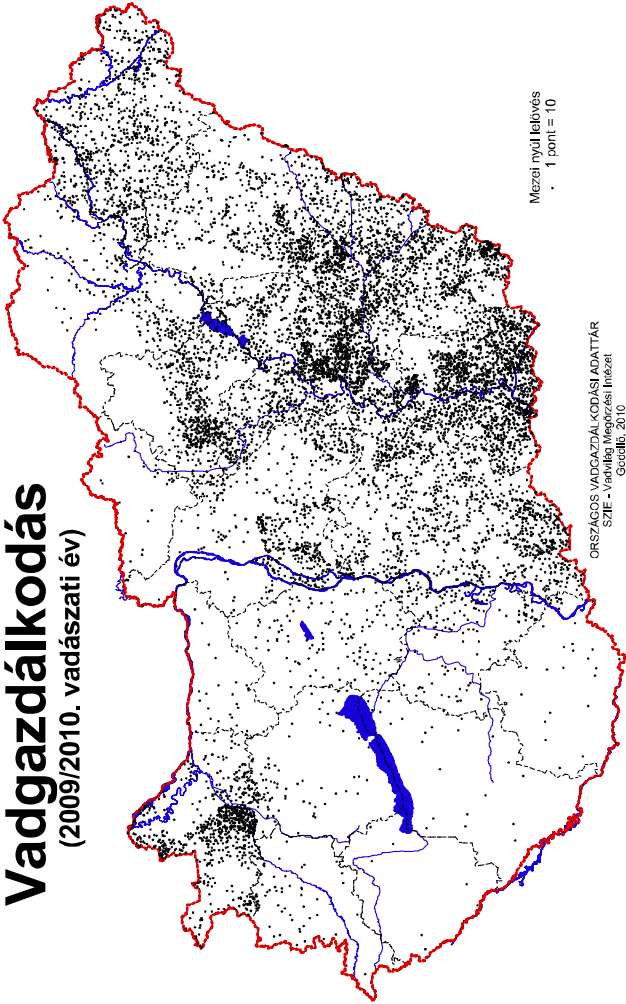 Vadgazdálkodás
(2009/2010. vadászati év)
Mezei nyúl lelövés
· 1 pont = 10
ORSZÁGOS VADGAZDÁLKODÁSI ADATTÁR
SZIE - Vadvilág Megőrzési Intézet
Gödöllő, 2010